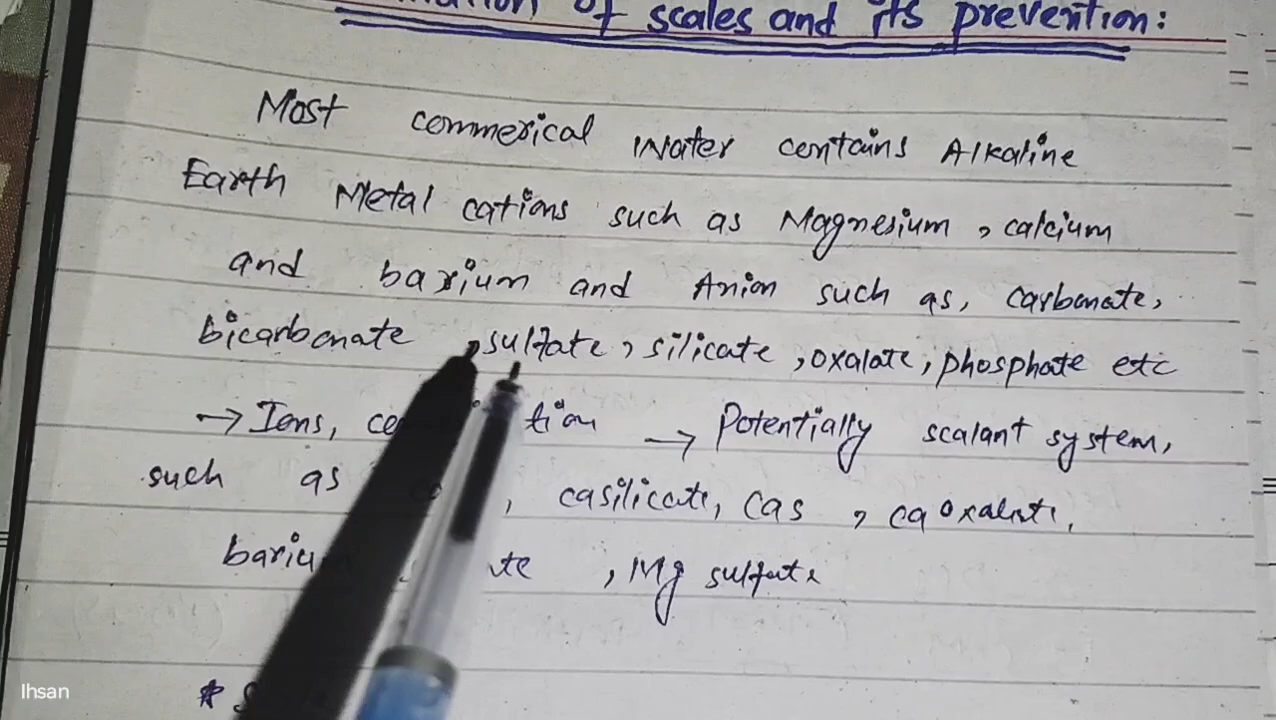 of scales and its prevention:
Most commerical Water contains Alkaline
Earth Metal cations such as Magnesium, calcium
and barium and Anion such as, carbonate,
bicarbonate, sulfate, silicate, oxalate, phosphate etc
→ Ions, → Potentially scalant system,
such as , casilicate, cas, ca oxalate,
, Mg sulfate
Ihsan